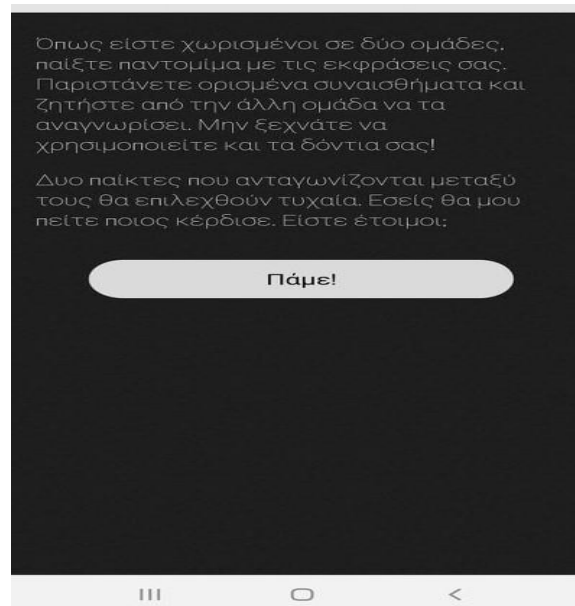 Όπως είστε χωρισμένοι σε δύο ομάδες,
παίξτε παντομίμα με τις εκφράσεις σας.
Παριστάνετε ορισμένα συναισθήματα και
ζητήστε από την άλλη ομάδα να τα
αναγνωρίσει. Μην ξεχνάτε να
χρησιμοποιείτε και τα δόντια σας!
Δυο παίκτες που ανταγωνίζονται μεταξύ
τους θα επιλεχθούν τυχαία. Εσείς θα μου
πείτε ποιος κέρδισε. Είστε έτοιμοι;
Πάμε!